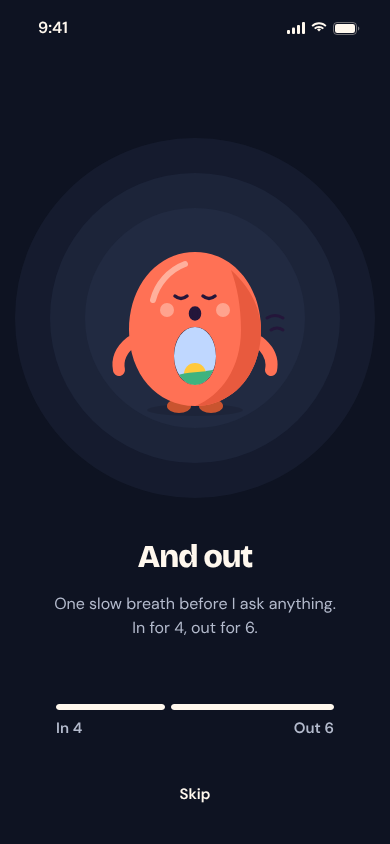 9:41
And out
One slow breath before I ask anything.
In for 4, out for 6.
In 4
Out 6
Skip